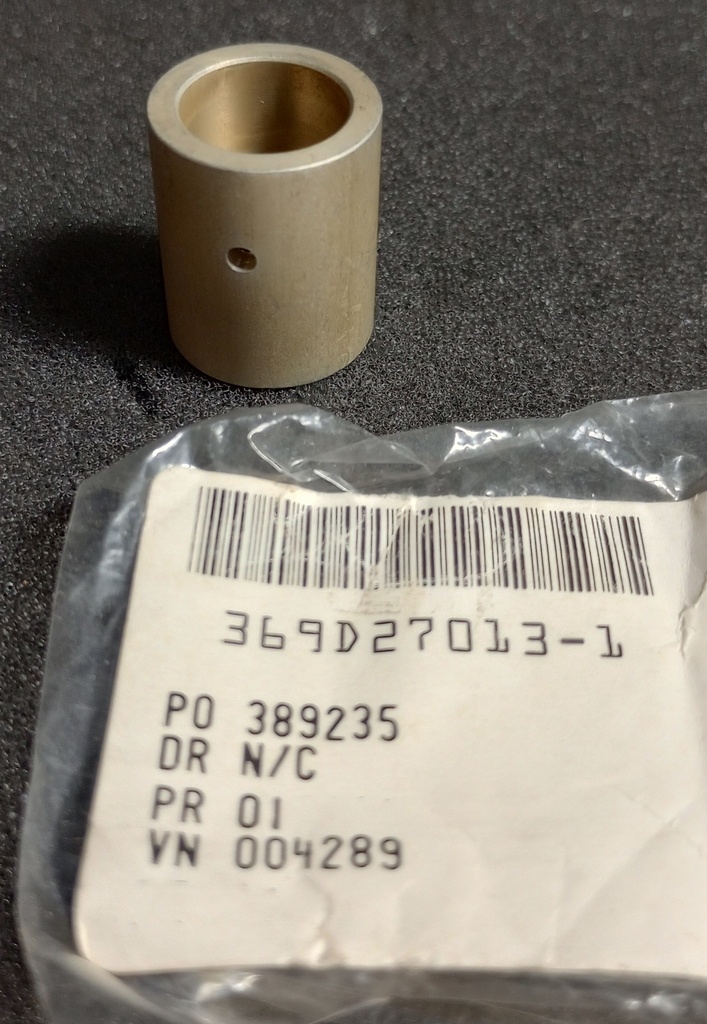 369D27013-1
PO 389235
DR N/C
PR 01
VN 004289